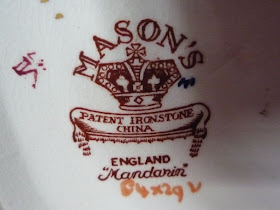 MASON'S
PATENT IRONSTONE
CHINA
ENGLAND
"Mandarin"